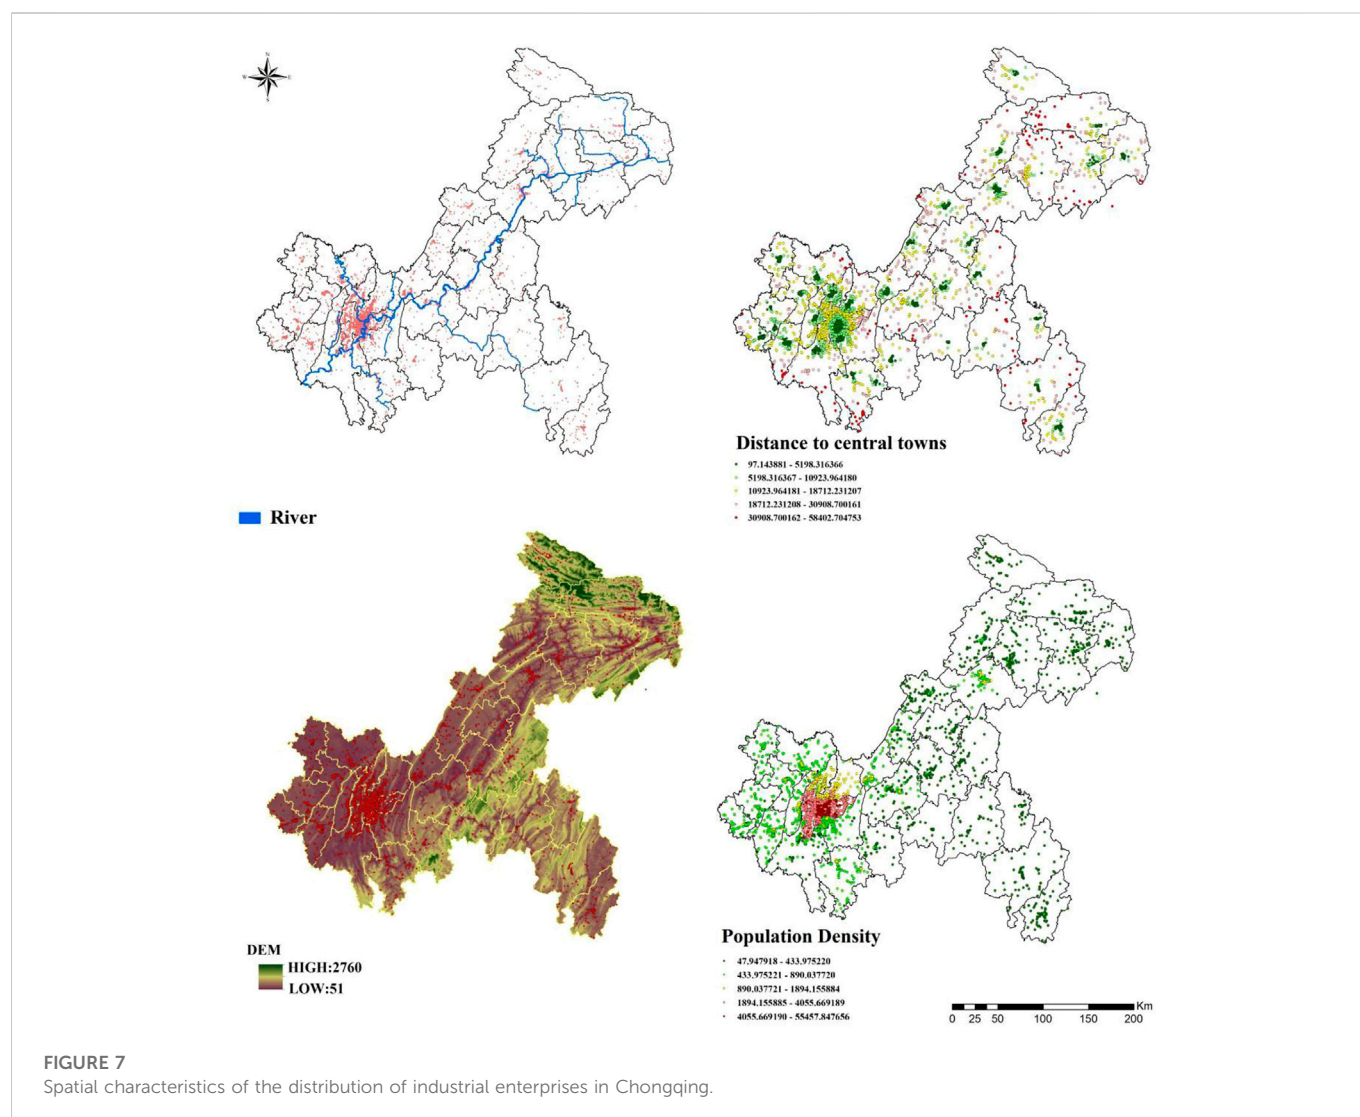 N
W
E
S
Distance to central towns
97.143881 - 5198.316366
5198.316367 - 10923.964180
10923.964181 - 18712.231207
18712.231208 - 30908.700161
30908.700162 - 58402.704753
River
DEM
HIGH:2760
LOW:51
Population Density
47.947918 - 433.975220
433.975221 - 890.037720
890.037721 - 1894.155884
1894.155885 - 4055.669189
4055.669190 - 55457.847656
Km
0 25 50 100 150 200
FIGURE 7
Spatial characteristics of the distribution of industrial enterprises in Chongqing.